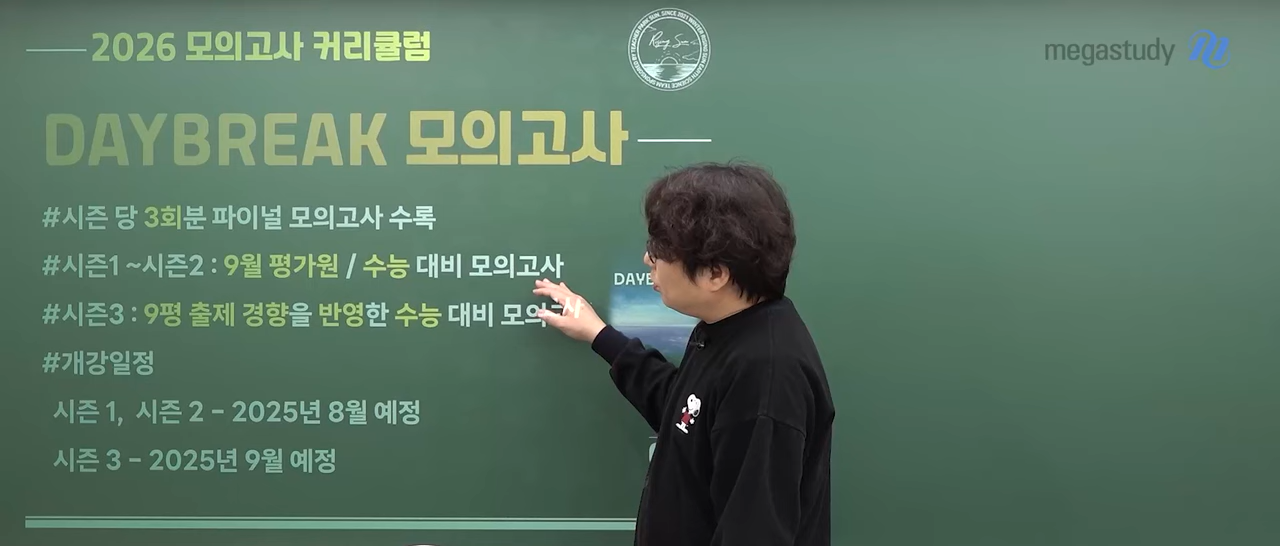 2026 모의고사 커리큘럼
megastudy
DAYBREAK 모의고사
#시즌 당 3회분 파이널 모의고사 수록
#시즌1 ~시즌2 : 9월 평가원 / 수능 대비 모의고사
#시즌3 : 9평 출제 경향을 반영한 수능 대비 모의고사
#개강일정
시즌 1, 시즌 2 - 2025년 8월 예정
시즌 3 - 2025년 9월 예정